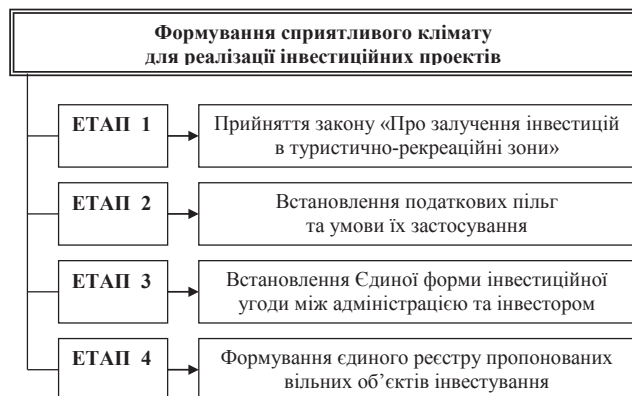 Формування сприятливого клімату
для реалізації інвестиційних проектів
ЕТАП 1
Прийняття закону «Про залучення інвестицій
в туристично-рекреаційні зони»
ЕТАП 2
Встановлення податкових пільг
та умови їх застосування
ЕТАП 3
Встановлення Єдиної форми інвестиційної
угоди між адміністрацією та інвестором
ЕТАП 4
Формування єдиного реєстру пропонованих
вільних об’єктів інвестування